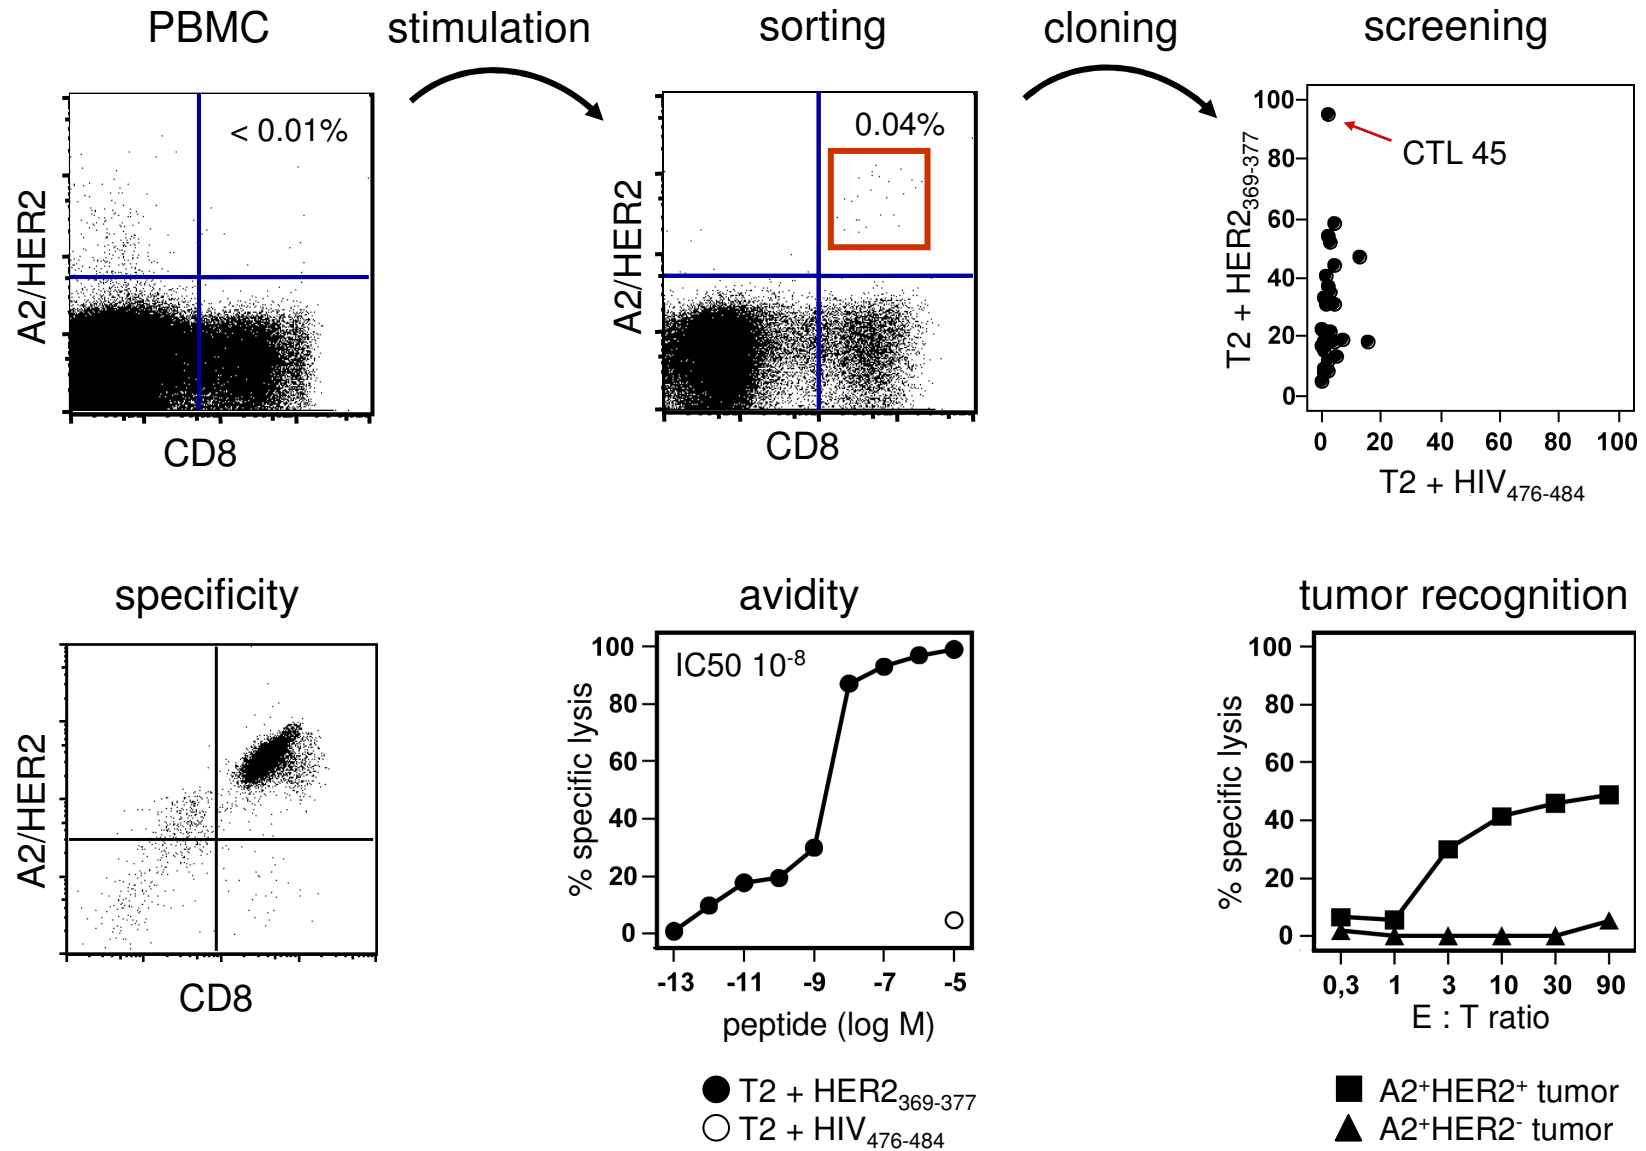 PBMC
stimulation
sorting
cloning
screening
< 0.01%
A2/HER2
CD8
0.04%
A2/HER2
CD8
100
80
60
40
20
0
T2 + HER2369-377
CTL 45
0 20 40 60 80 100
T2 + HIV476-484
specificity
avidity
tumor recognition
A2/HER2
CD8
IC50 10-8
100
80
60
40
20
0
% specific lysis
-13 -11 -9 -7 -5
peptide (log M)
T2 + HER2369-377
T2 + HIV476-484
100
80
60
40
20
0
% specific lysis
0,3 1 3 10 30 90
E : T ratio
A2+HER2+ tumor
A2+HER2- tumor